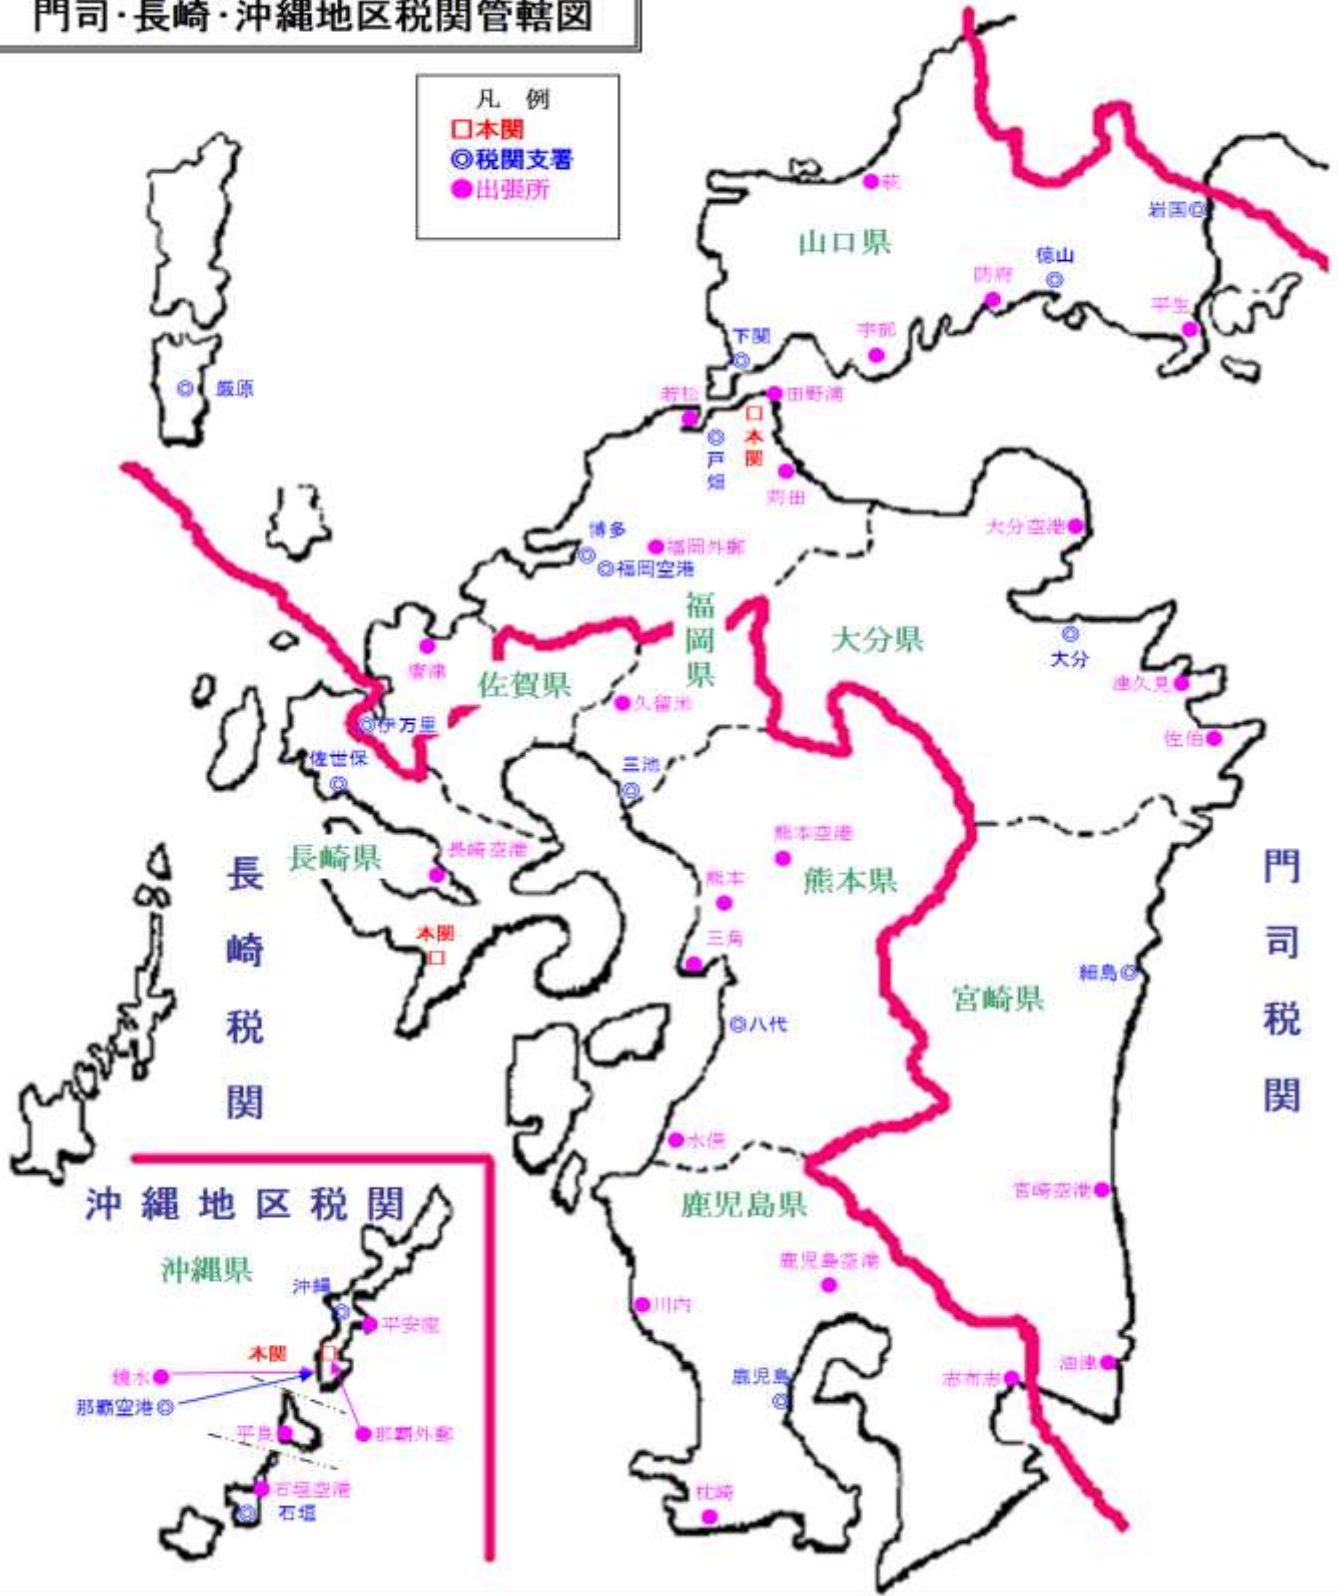 門司･長崎･沖縄地区税関管轄図
凡 例
□本関
◎税関支署
●出張所
萩
岩国◎
山口県
徳山
◎
防府
平生
宇部
下関
◎
◎ 厳原
若松
田野浦
□本関
◎戸畑
苅田
大分空港
博多
◎
福岡外郵
◎福岡空港
福岡県
大分県
◎
大分
唐津
佐賀県
久留米
津久見
佐伯
◎伊万里
佐世保
◎
三池
◎
長崎県
長崎空港
熊本空港
熊本県
熊本
本関
□
三角
長崎税関
門司税関
細島◎
宮崎県
◎八代
水俣
鹿児島県
宮崎空港
鹿児島空港
川内
鹿児島
◎
志布志
油津
枕崎
沖縄地区税関
沖縄県
沖縄
◎
平安座
本関
□
鏡水
那覇空港◎
平良
那覇外郵
石垣空港
◎ 石垣